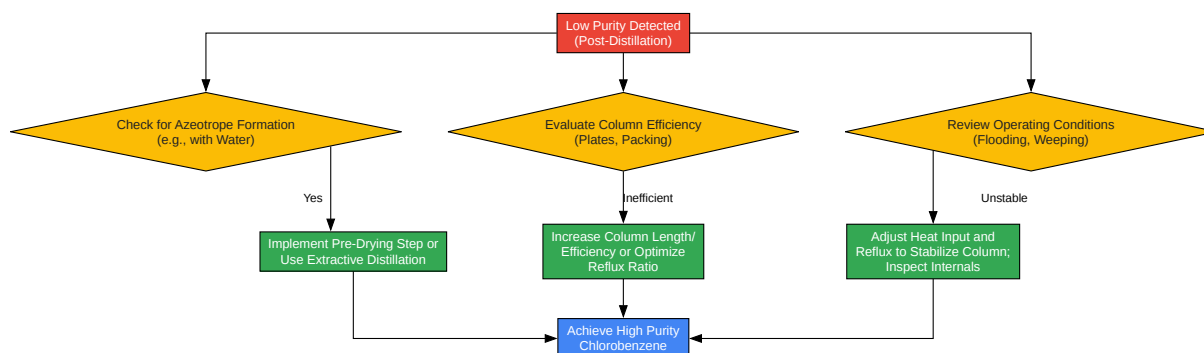 Low Purity Detected
(Post-Distillation)
Check for Azeotrope Formation
(e.g., with Water)
Evaluate Column Efficiency
(Plates, Packing)
Review Operating Conditions
(Flooding, Weeping)
Yes
Inefficient
Unstable
Implement Pre-Drying Step or
Use Extractive Distillation
Increase Column Length/
Efficiency or Optimize
Reflux Ratio
Adjust Heat Input and
Reflux to Stabilize Column;
Inspect Internals
Achieve High Purity
Chlorobenzene